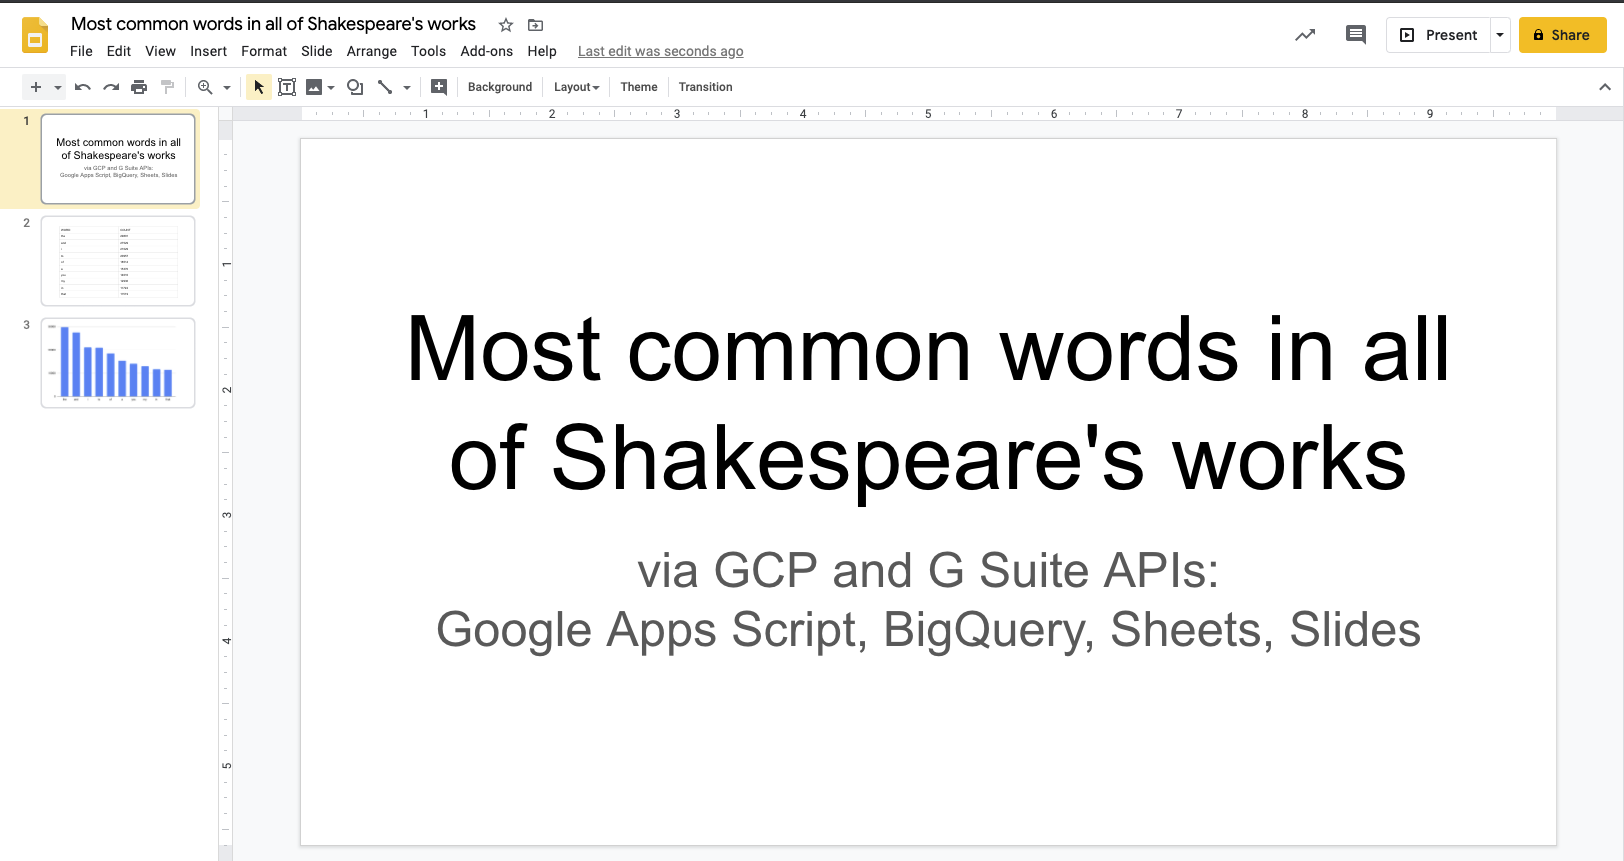 Most common words in all of Shakespeare's works
File Edit View Insert Format Slide Arrange Tools Add-ons Help Last edit was seconds ago
Present
Share
Background Layout Theme Transition
1 2 3 4 5 6 7 8 9
1
Most common words in all
of Shakespeare's works
via GCP and G Suite APIs:
Google Apps Script, BigQuery, Sheets, Slides
2
3
1
2
3
4
5
Most common words in all
of Shakespeare's works
via GCP and G Suite APIs:
Google Apps Script, BigQuery, Sheets, Slides